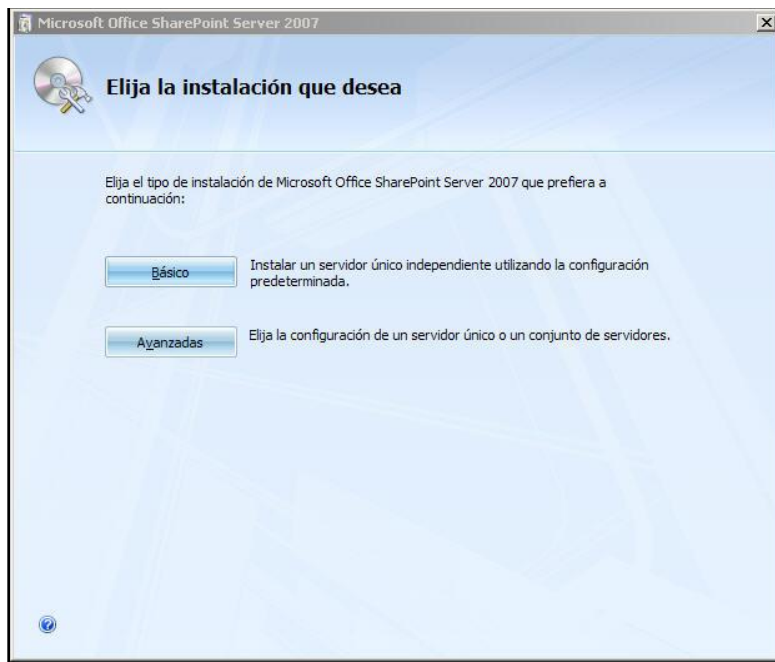 Microsoft Office SharePoint Server 2007
Elija la instalación que desea
Elija el tipo de instalación de Microsoft Office SharePoint Server 2007 que prefiera a
continuación:
Básico
Instalar un servidor único independiente utilizando la configuración
predeterminada.
Avanzadas
Elija la configuración de un servidor único o un conjunto de servidores.